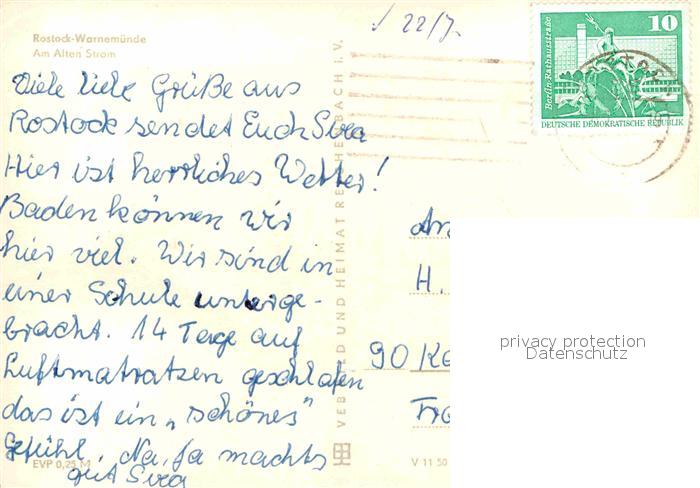 Rostock-Warnemünde
Am Alten Strom
22/7.
10
Berlin-Rathausstraße
DEUTSCHE DEMOKRATISCHE REPUBLIK
Viele liebe Grüße aus
Rostock sendet Euch Sira
Hier ist herrliches Wetter!
Baden können wir
hier viel. Wir sind in
einer Schule unterge-
bracht. 14 Tage auf
Luftmatratzen geschlafen
das ist ein „schönes"
Gefühl. Na, Ja machts
gut Sira
EVP 0,25 M
VEB BILD UND HEIMAT REICHENBACH I. V.
V 11 50
An
H.
90 Ka
privacy protection
Datenschutz